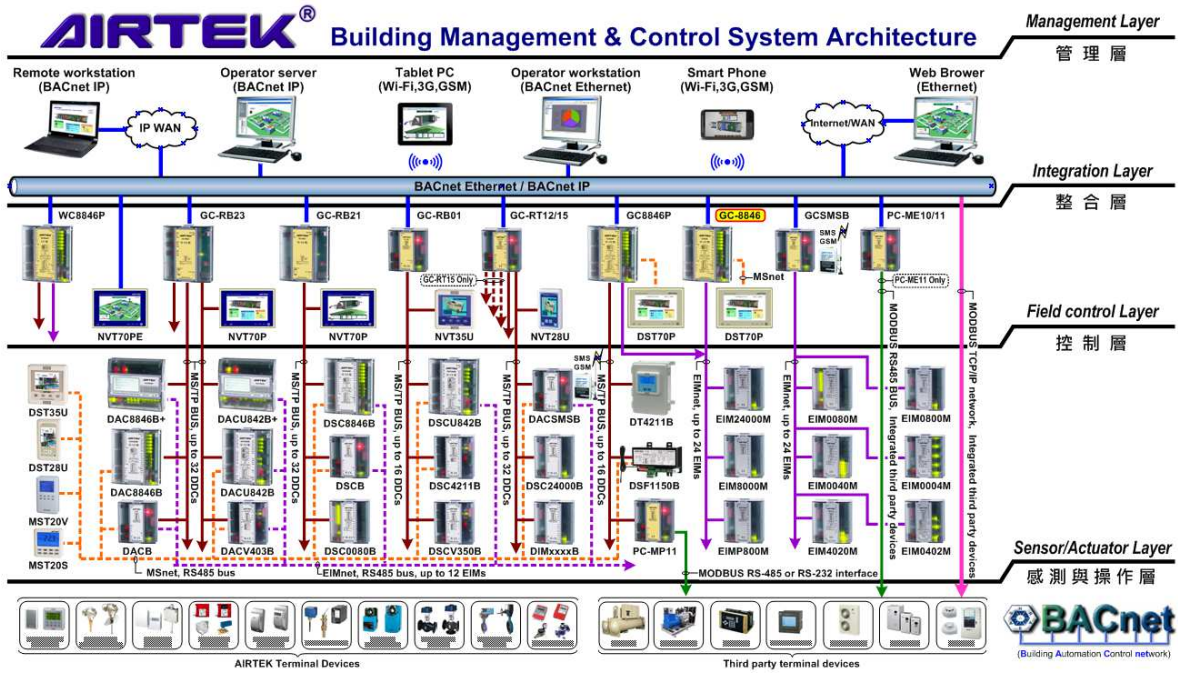 AIRTEK®
Building Management & Control System Architecture
Management Layer
管理層
Remote workstation
(BACnet IP)
Operator server
(BACnet IP)
Tablet PC
(Wi-Fi,3G,GSM)
Operator workstation
(BACnet Ethernet)
Smart Phone
(Wi-Fi,3G,GSM)
Web Brower
(Ethernet)
IP WAN
Internet/WAN
BACnet Ethernet / BACnet IP
Integration Layer
整合層
WC8846P
GC-RB23
GC-RB21
GC-RB01
GC-RT12/15
GC8846P
GC-8846
GCSMSB
PC-ME10/11
SMS
GSM
GC-RT15 Only
MSnet
PC-ME11 Only
NVT70PE
NVT70P
NVT70P
NVT35U
NVT28U
DST70P
DST70P
Field control Layer
控制層
MS/TP BUS, up to 32 DDCs
MS/TP BUS, up to 32 DDCs
MS/TP BUS, up to 16 DDCs
MS/TP BUS, up to 32 DDCs
MS/TP BUS, up to 16 DDCs
EIMnet, up to 24 EIMs
EIMnet, up to 24 EIMs
MODBUS RS485 BUS, Integrated third party devices
MODBUS TCP/IP network, Integrated third party devices
SMS
GSM
DST35U
DAC8846B+
DACU842B+
DSC8846B
DSCU842B
DACSMSB
DT4211B
EIM24000M
EIM0080M
EIM0800M
DST28U
DAC8846B
DACU842B
DSCB
DSC4211B
DSC24000B
DSF1150B
EIM8000M
EIM0040M
EIM0004M
MST20V
MST20S
DACB
DACV403B
DSC0080B
DSCV350B
DIMxxxxB
PC-MP11
EIMP800M
EIM4020M
EIM0402M
MSnet, RS485 bus
EIMnet, RS485 bus, up to 12 EIMs
MODBUS RS-485 or RS-232 interface
Sensor/Actuator Layer
感測與操作層
AIRTEK Terminal Devices
Third party terminal devices
BACnet
(Building Automation Control network)